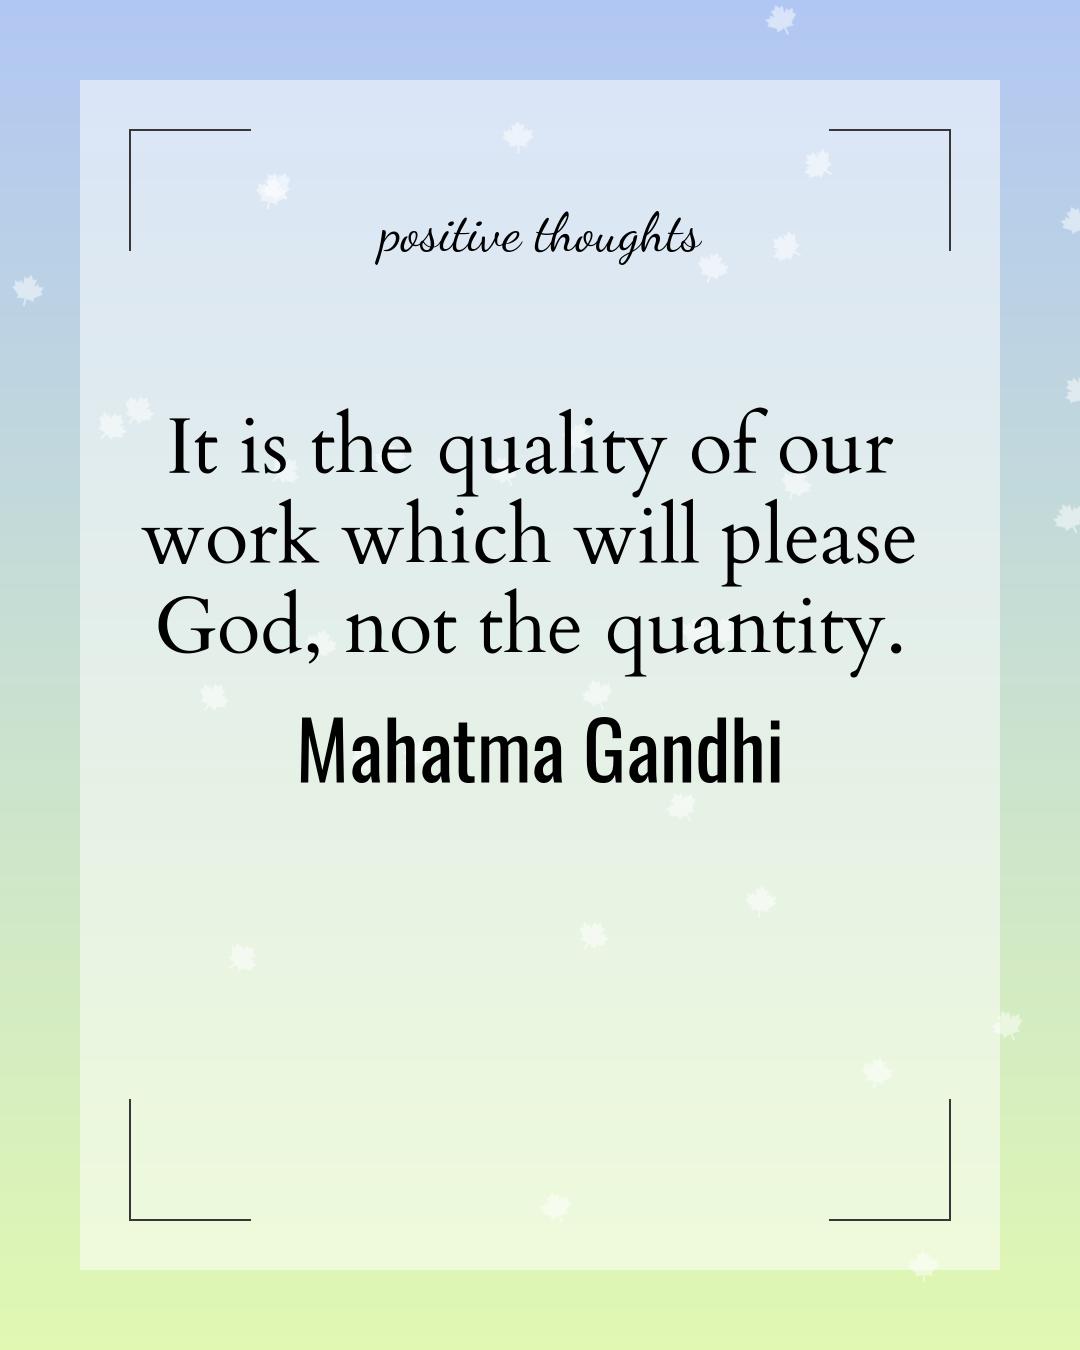 positive thoughts
It is the quality of our
work which will please
God, not the quantity.
Mahatma Gandhi